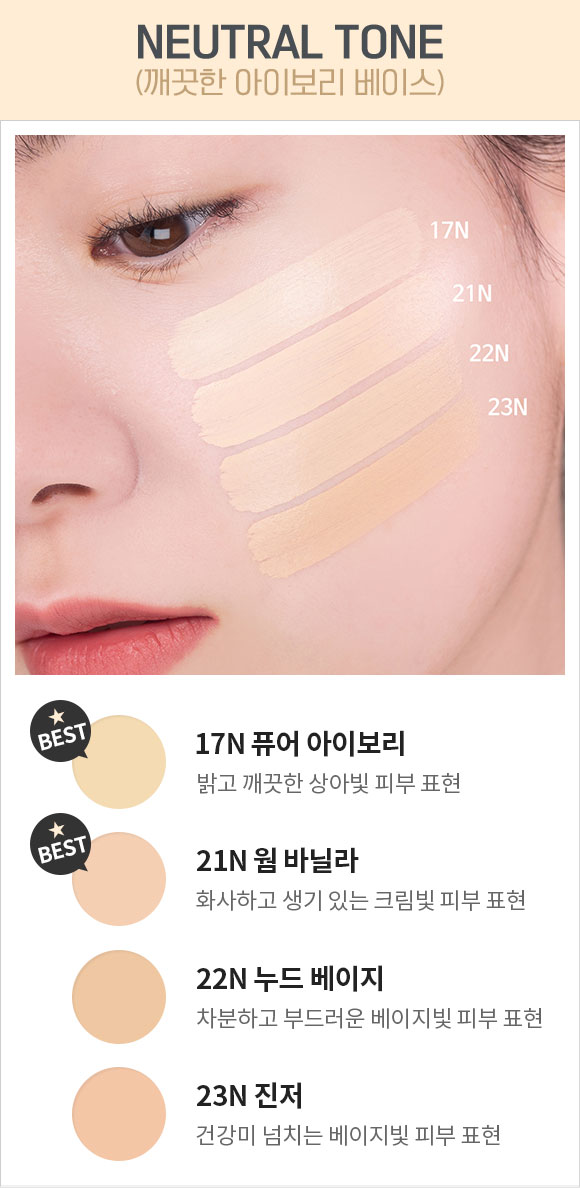 NEUTRAL TONE
(깨끗한 아이보리 베이스)
17N
21N
22N
23N
BEST
17N 퓨어 아이보리
밝고 깨끗한 상아빛 피부 표현
BEST
21N 웜 바닐라
화사하고 생기 있는 크림빛 피부 표현
22N 누드 베이지
차분하고 부드러운 베이지빛 피부 표현
23N 진저
건강미 넘치는 베이지빛 피부 표현